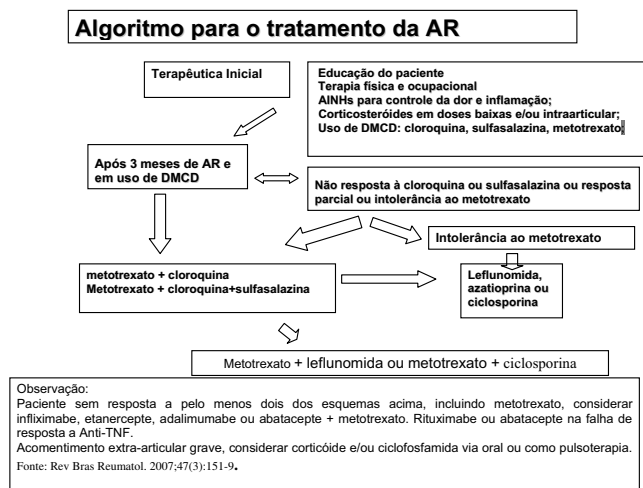 Algoritmo para o tratamento da AR
Terapêutica Inicial
Educação do paciente
Terapia física e ocupacional
AINHs para controle da dor e inflamação;
Corticosteróides em doses baixas e/ou intraarticular;
Uso de DMCD: cloroquina, sulfasalazina, metotrexato;
Após 3 meses de AR e
em uso de DMCD
Não resposta à cloroquina ou sulfasalazina ou resposta
parcial ou intolerância ao metotrexato
Intolerância ao metotrexato
metotrexato + cloroquina
Metotrexato + cloroquina+sulfasalazina
Leflunomida,
azatioprina ou
ciclosporina
Metotrexato + leflunomida ou metotrexato + ciclosporina
Observação:
Paciente sem resposta a pelo menos dois dos esquemas acima, incluindo metotrexato, considerar
infliximabe, etanercepte, adalimumabe ou abatacepte + metotrexato. Rituximabe ou abatacepte na falha de
resposta a Anti-TNF.
Acomentimento extra-articular grave, considerar corticóide e/ou ciclofosfamida via oral ou como pulsoterapia.
Fonte: Rev Bras Reumatol. 2007;47(3):151-9.